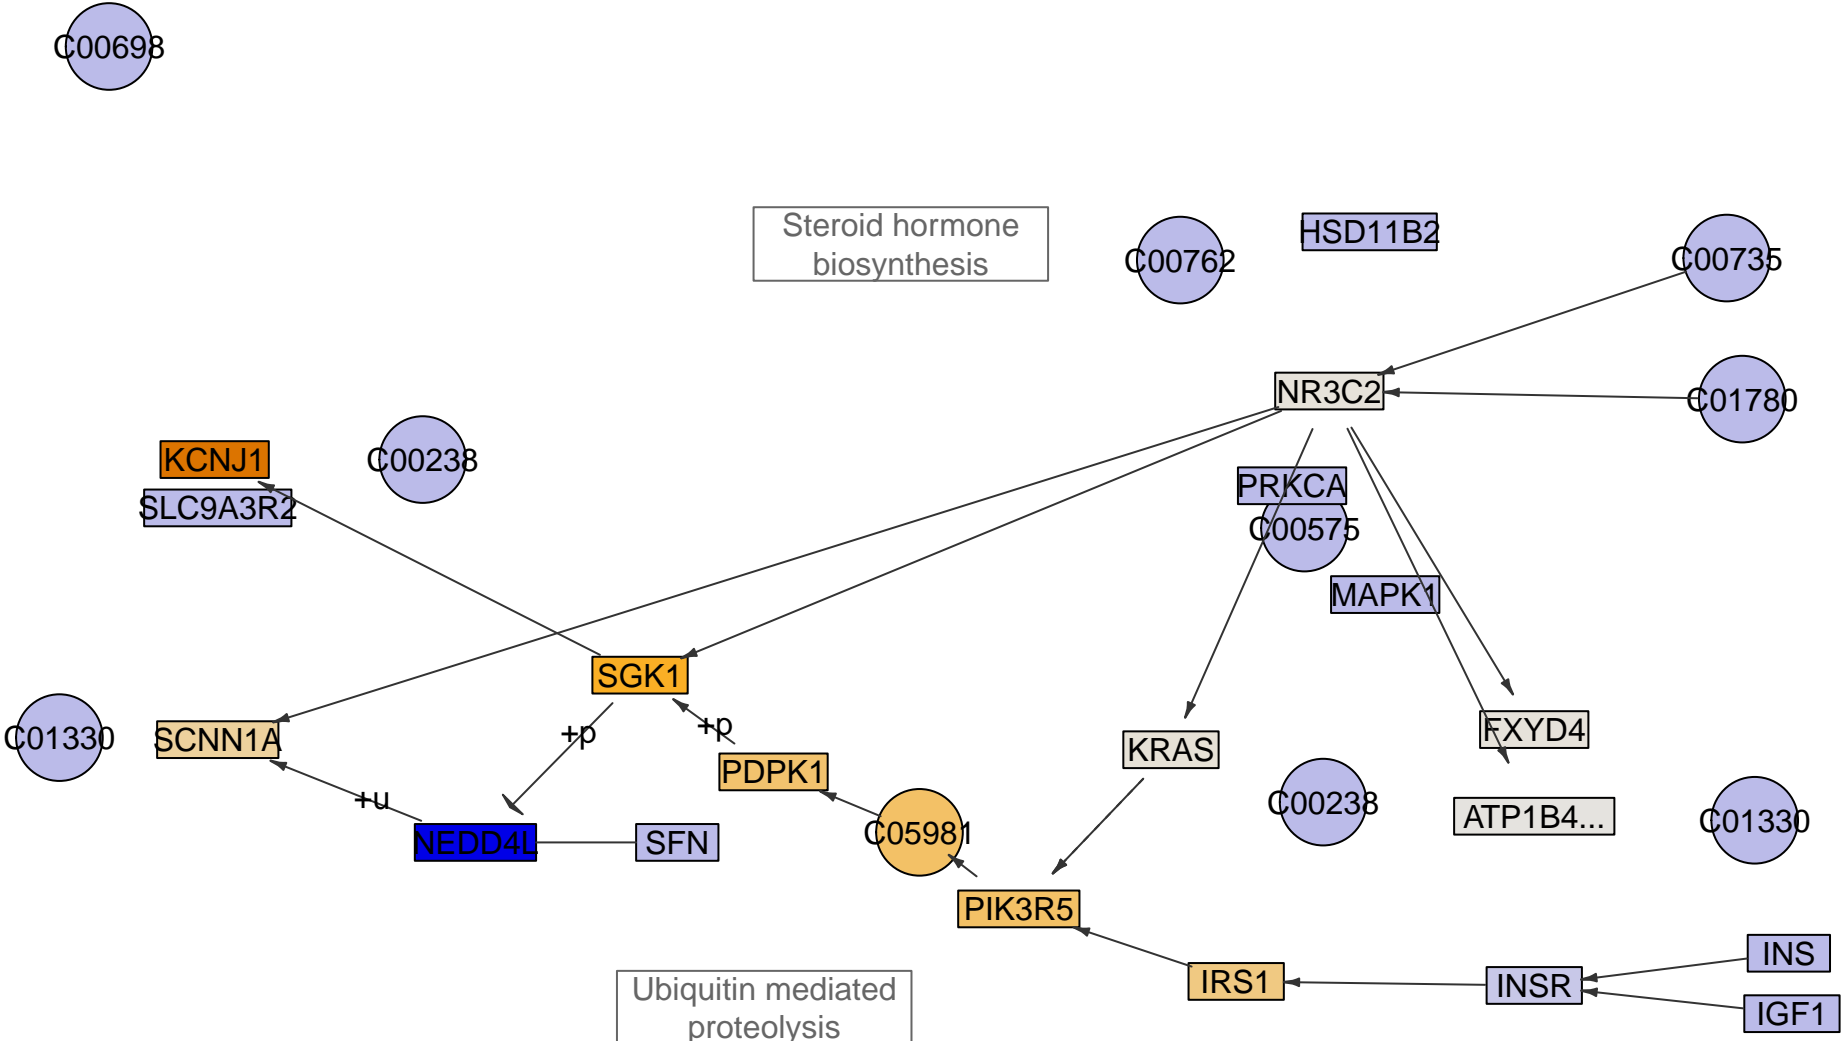 C00698
Steroid hormone
biosynthesis
C00762
HSD11B2
C00735
NR3C2
C01780
KCNJ1
C00238
SLC9A3R2
PRKCA
C00575
MAPK1
SGK1
C01330
SCNN1A
+p
+p
FXYD4
KRAS
PDPK1
+u
C00238
ATP1B4...
C01330
NEDD4L
SFN
C05981
PIK3R5
INS
IRS1
INSR
Ubiquitin mediated
proteolysis
IGF1